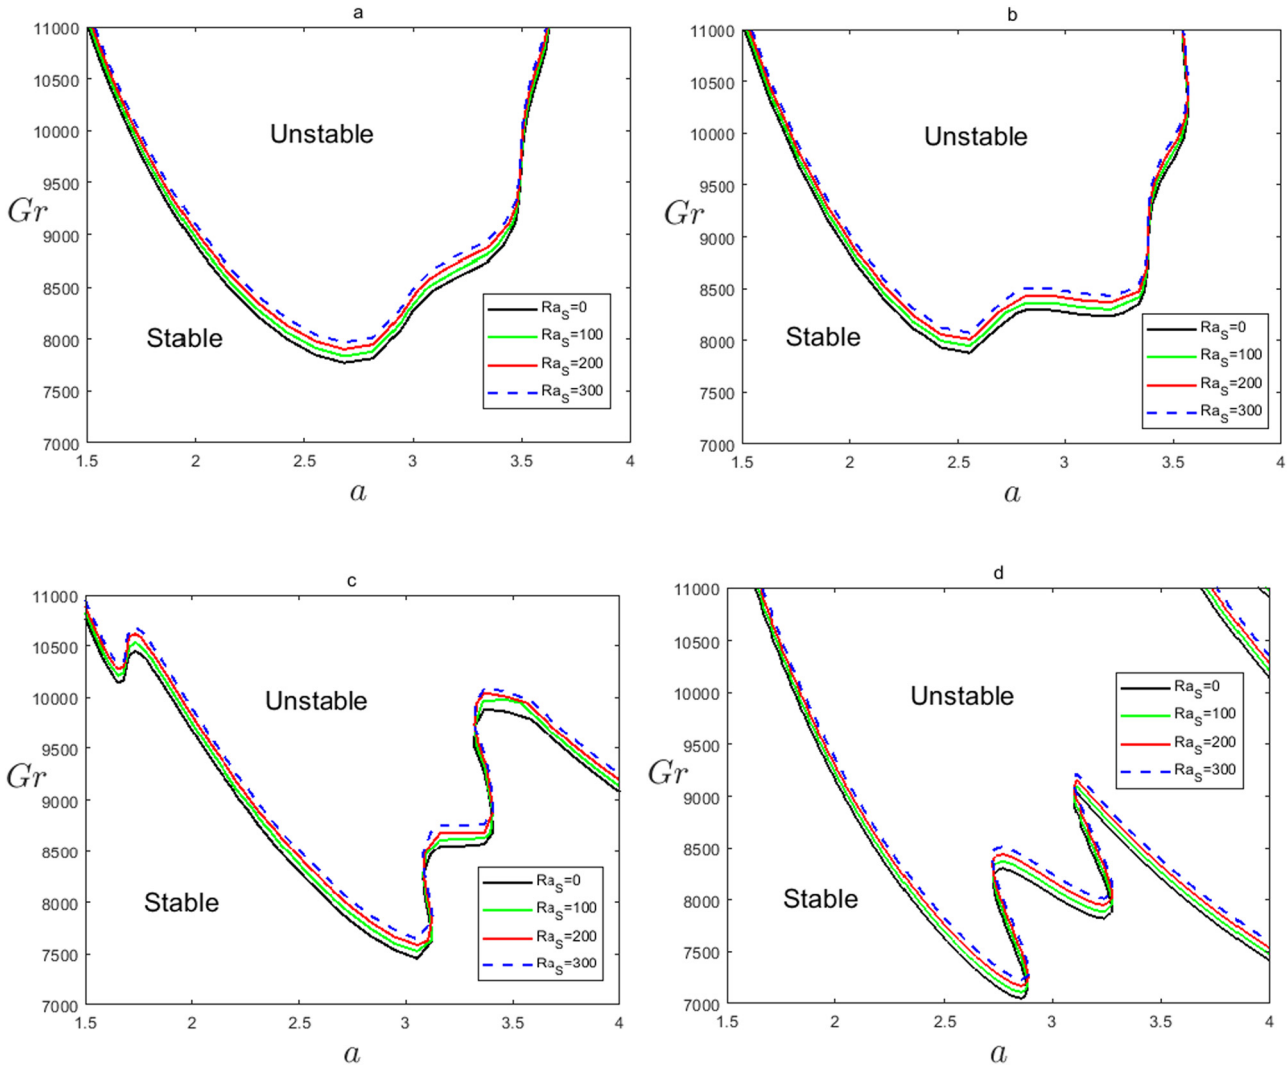 a
11000
10500
10000
9500
9000
8500
8000
7500
7000
Gr
Unstable
Stable
Ra_S=0
Ra_S=100
Ra_S=200
Ra_S=300
1.5 2 2.5 3 3.5 4
a
b
11000
10500
10000
9500
9000
8500
8000
7500
7000
Gr
Unstable
Stable
Ra_S=0
Ra_S=100
Ra_S=200
Ra_S=300
1.5 2 2.5 3 3.5 4
a
c
11000
10500
10000
9500
9000
8500
8000
7500
7000
Gr
Unstable
Stable
Ra_S=0
Ra_S=100
Ra_S=200
Ra_S=300
1.5 2 2.5 3 3.5 4
a
d
11000
10500
10000
9500
9000
8500
8000
7500
7000
Gr
Unstable
Stable
Ra_S=0
Ra_S=100
Ra_S=200
Ra_S=300
1.5 2 2.5 3 3.5 4
a